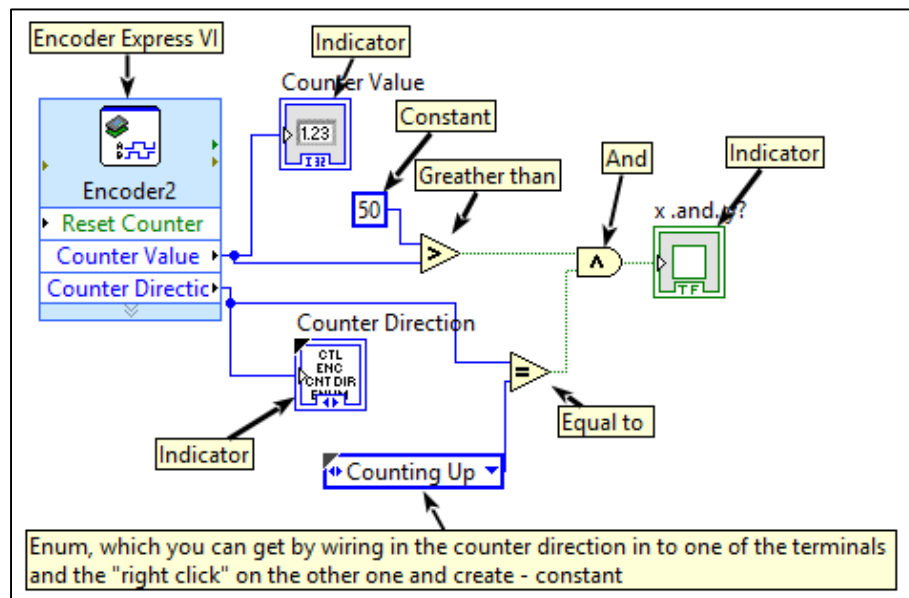 Encoder Express VI
Indicator
Counter Value
1.23
I32
Constant
50
Greather than
And
Indicator
x .and. y?
TF
Encoder2
Reset Counter
Counter Value
Counter Directic
>
∧
Counter Direction
CTL
ENC
CNT DIR
ENUM
=
Equal to
Indicator
Counting Up
Enum, which you can get by wiring in the counter direction in to one of the terminals
and the "right click" on the other one and create - constant